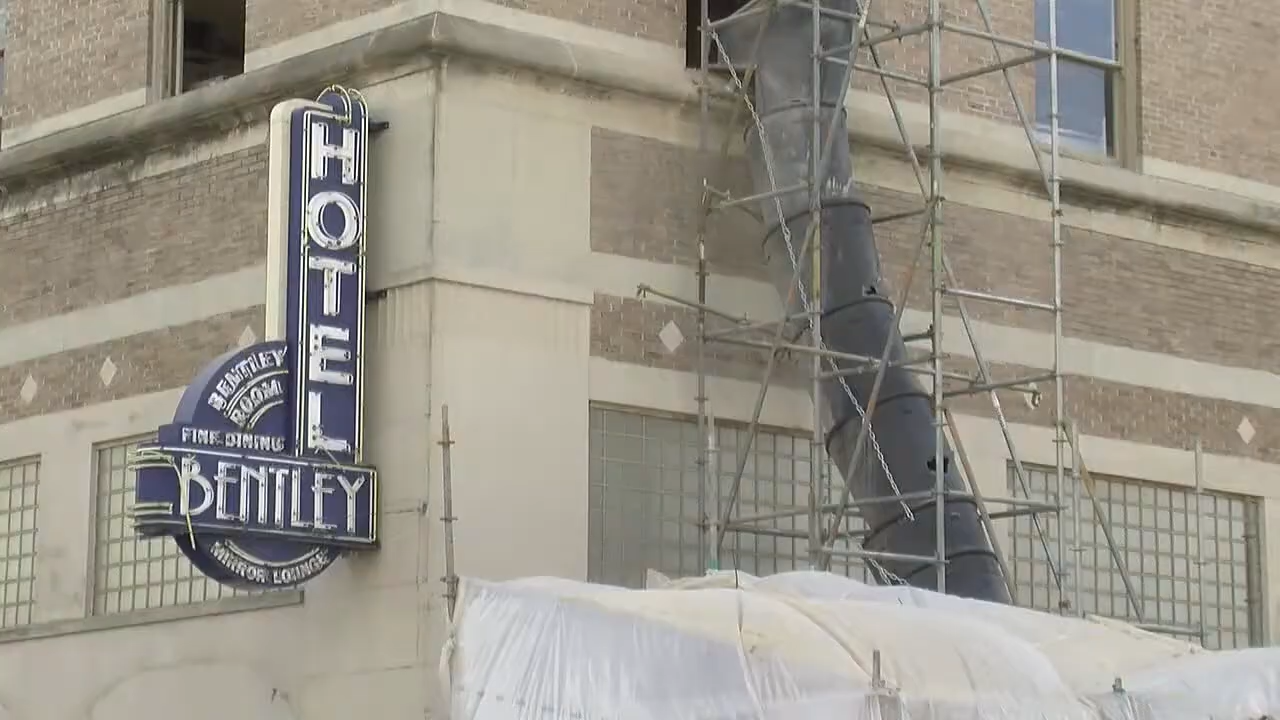 HOTEL
BENTLEY
ROOM
FINE DINING
BENTLEY
MIRROR LOUNGE